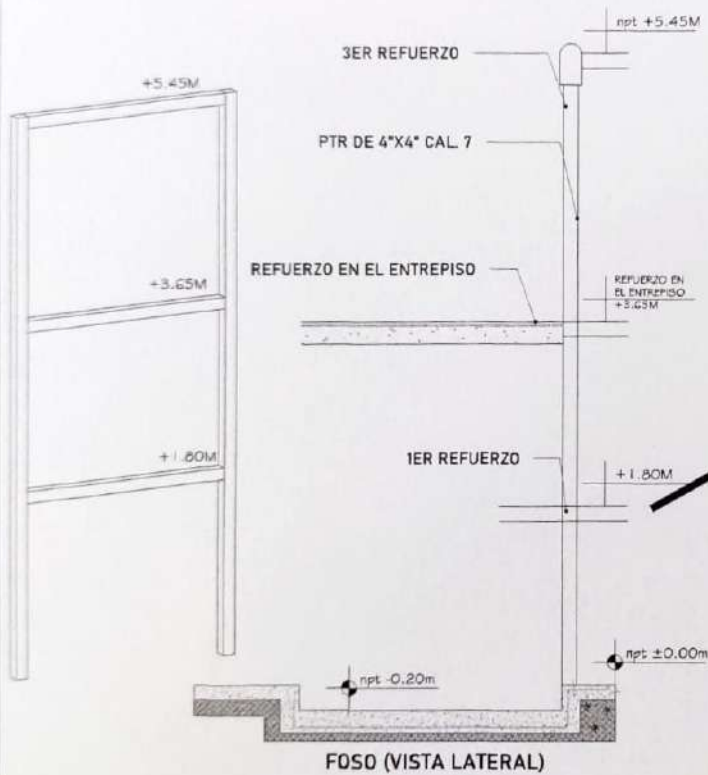 npt +5.45M
3ER REFUERZO
+5.45M
PTR DE 4"X4" CAL. 7
REFUERZO EN EL ENTREPISO
+3.65M
REFUERZO EN
EL ENTREPISO
+3.65M
+1.80M
1ER REFUERZO
+1.80M
npt ±0.00m
npt -0.20m
FOSO (VISTA LATERAL)